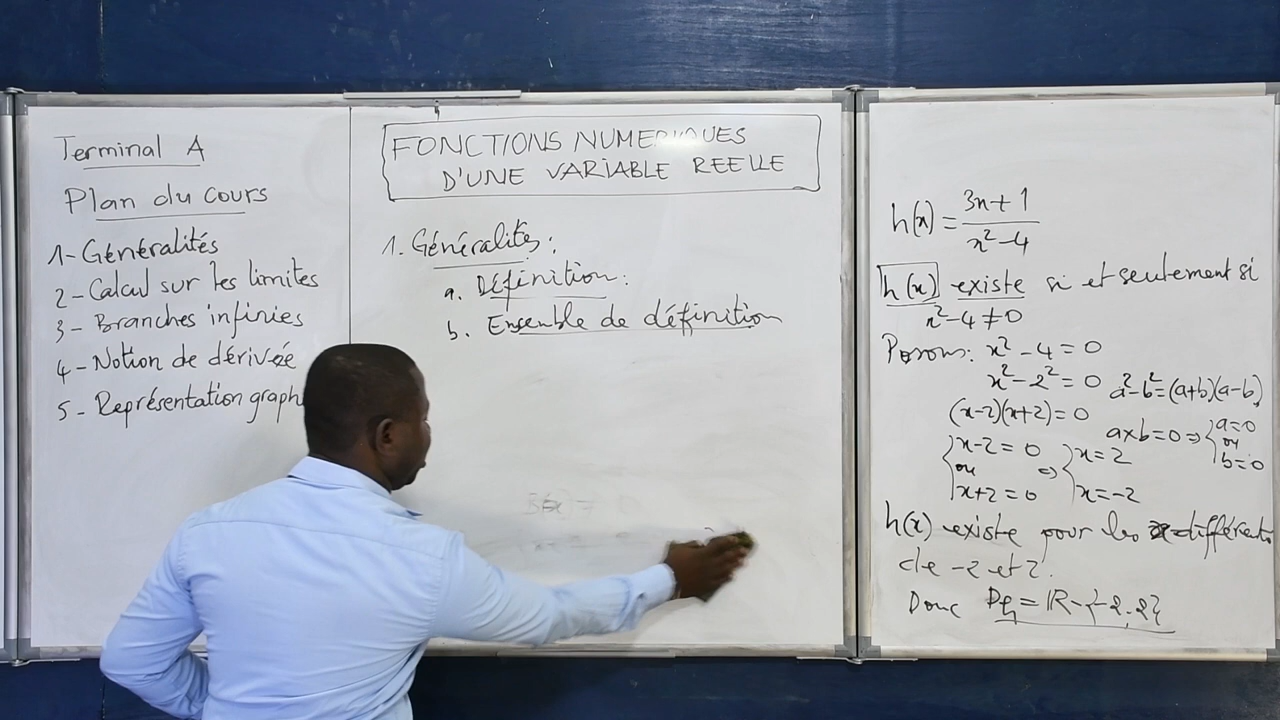 Terminal A
Plan du cours
1- Généralités
2- Calcul sur les limites
3- Branches infinies
4- Notion de dérivée
5- Représentation graph
FONCTIONS NUMERIQUES
D'UNE VARIABLE REELLE
1. Généralités:
a. Définition:
b. Ensemble de définition
h(x) = (3x+1)/(x²-4)
h(x) existe si et seulement si
x²-4≠0
Posons: x²-4=0
x²-2²=0 a²-b²=(a+b)(a-b)
(x-2)(x+2)=0
a×b=0 ⇒ { a=0 ou b=0
{ x-2=0 ou x+2=0 ⇒ { x=2 x=-2
h(x) existe pour les x différents
de -2 et 2.
Donc = ℝ-{-2,2}